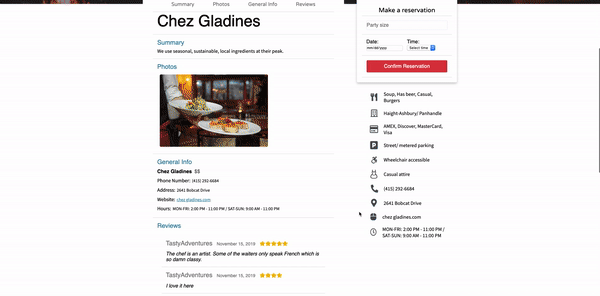 Summary Photos General Info Reviews
Chez Gladines
Summary
We use seasonal, sustainable, local ingredients at their peak.
Photos
General Info
Chez Gladines $$
Phone Number: (415) 292-6684
Address: 2641 Bobcat Drive
Website: chez gladines.com
Hours: MON-FRI: 2:00 PM - 11:00 PM / SAT-SUN: 9:00 AM - 11:00 PM
Reviews
TastyAdventures November 15, 2019
The chef is an artist. Some of the waiters only speak French which is
so damn classy.
TastyAdventures November 15, 2019
I love it here
Make a reservation
Party size
Date: Time:
mm/dd/yyyy Select time
Confirm Reservation
Soup, Has beer, Casual,
Burgers
Haight-Ashbury/ Panhandle
AMEX, Discover, MasterCard,
Visa
Street/ metered parking
Wheelchair accessible
Casual attire
(415) 292-6684
2641 Bobcat Drive
chez gladines.com
MON-FRI: 2:00 PM - 11:00 PM /
SAT-SUN: 9:00 AM - 11:00 PM